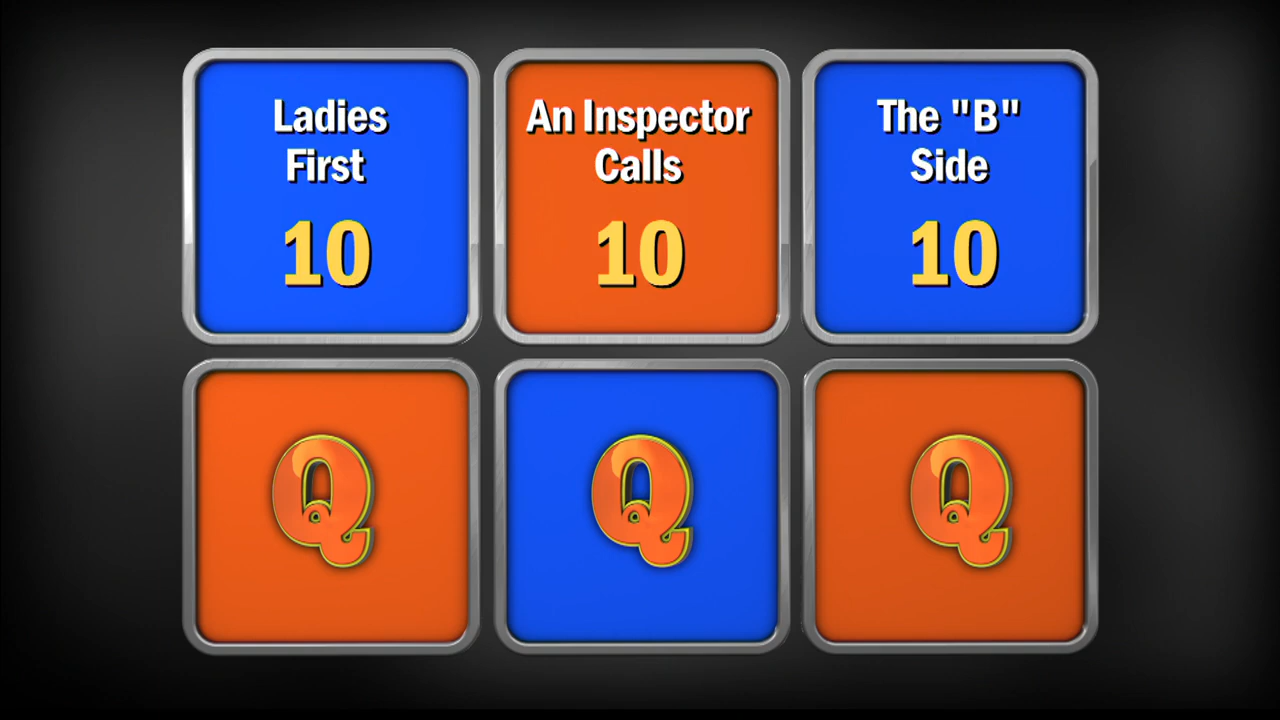 Ladies
First
10
An Inspector
Calls
10
The "B"
Side
10
Q
Q
Q